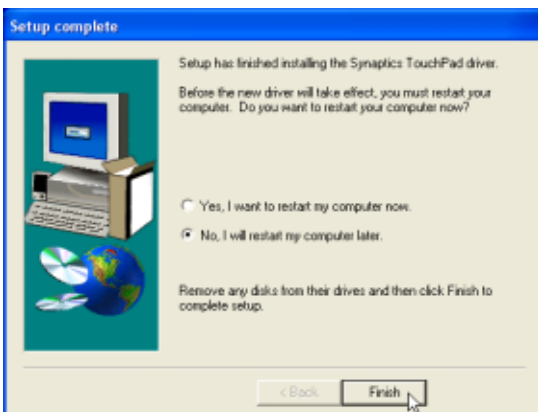 Setup complete
Setup has finished installing the Synaptics TouchPad driver.
Before the new driver will take effect, you must restart your
computer. Do you want to restart your computer now?
Yes, I want to restart my computer now.
No, I will restart my computer later.
Remove any disks from their drives and then click Finish to
complete setup.
< Back
Finish